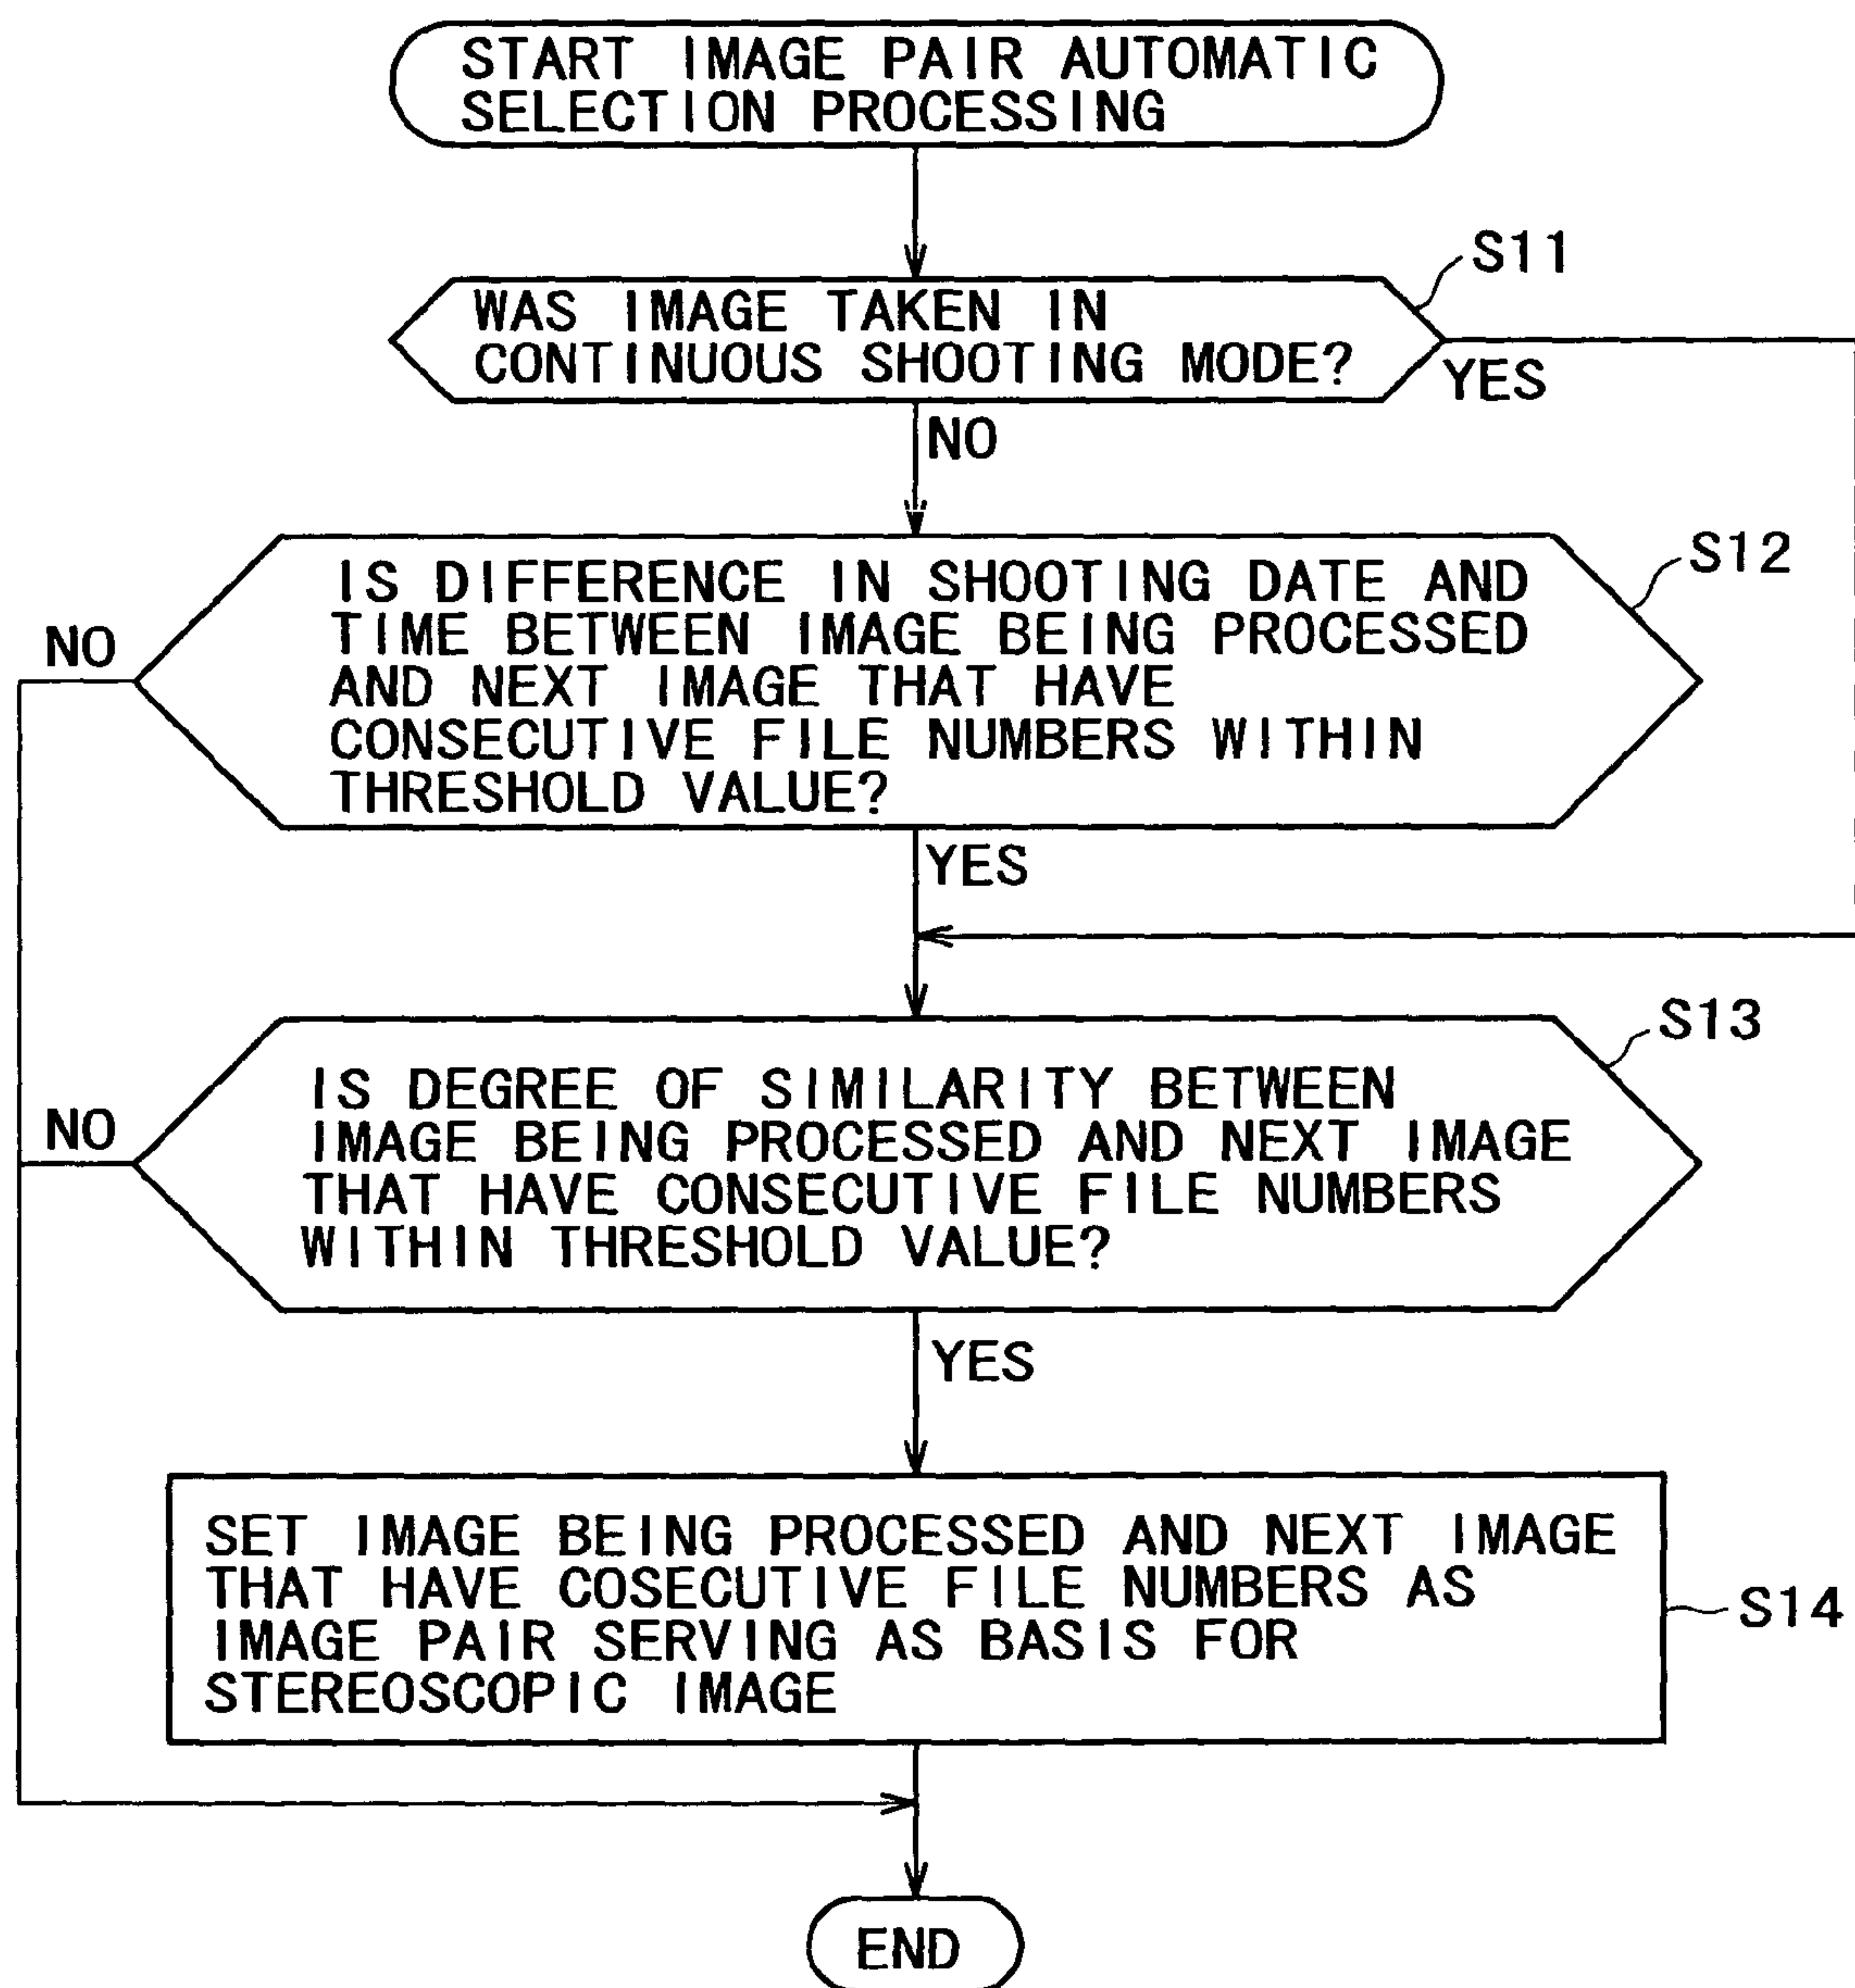 START IMAGE PAIR AUTOMATIC
SELECTION PROCESSING
S11
WAS IMAGE TAKEN IN
CONTINUOUS SHOOTING MODE?
YES
NO
S12
IS DIFFERENCE IN SHOOTING DATE AND
TIME BETWEEN IMAGE BEING PROCESSED
AND NEXT IMAGE THAT HAVE
CONSECUTIVE FILE NUMBERS WITHIN
THRESHOLD VALUE?
NO
YES
S13
IS DEGREE OF SIMILARITY BETWEEN
IMAGE BEING PROCESSED AND NEXT IMAGE
THAT HAVE CONSECUTIVE FILE NUMBERS
WITHIN THRESHOLD VALUE?
NO
YES
SET IMAGE BEING PROCESSED AND NEXT IMAGE
THAT HAVE COSECUTIVE FILE NUMBERS AS
IMAGE PAIR SERVING AS BASIS FOR
STEREOSCOPIC IMAGE
S14
END